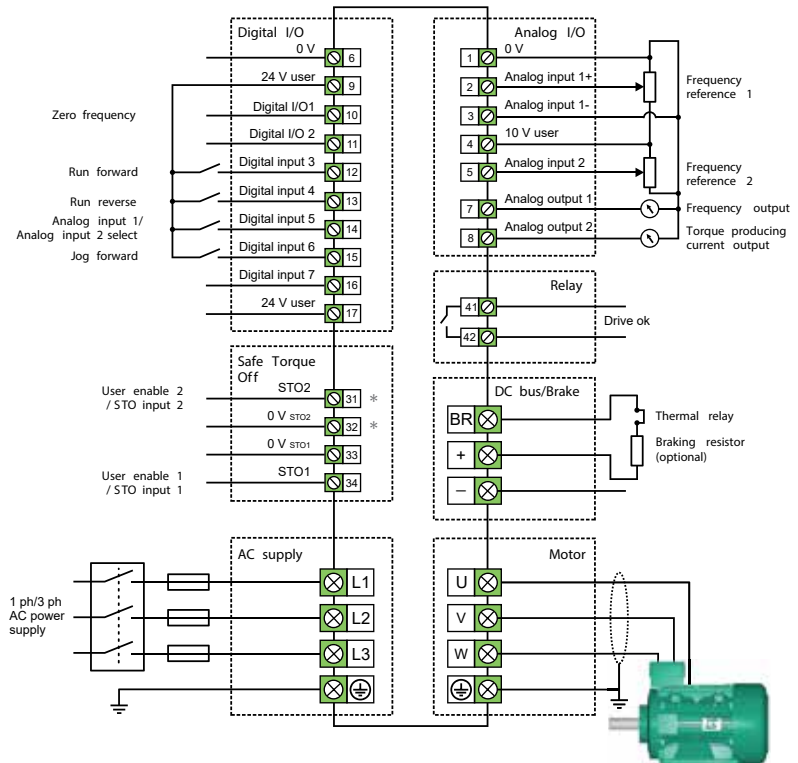 Digital I/O
0 V
6
24 V user
9
Zero frequency
Digital I/O1
10
Digital I/O 2
11
Run forward
Digital input 3
12
Run reverse
Digital input 4
13
Analog input 1/
Analog input 2 select
Digital input 5
14
Jog forward
Digital input 6
15
Digital input 7
16
24 V user
17
Analog I/O
0 V
1
Analog input 1+
2
Frequency
reference 1
Analog input 1-
3
10 V user
4
Analog input 2
5
Frequency
reference 2
Analog output 1
7
Frequency output
Analog output 2
8
Torque producing
current output
Relay
41
42
Drive ok
Safe Torque
Off
User enable 2
/ STO input 2
STO2
31 *
0 V STO2
32 *
0 V STO1
33
User enable 1
/ STO input 1
STO1
34
DC bus/Brake
BR
+
–
Thermal relay
Braking resistor
(optional)
AC supply
1 ph/3 ph
AC power
supply
L1
L2
L3
Motor
U
V
W